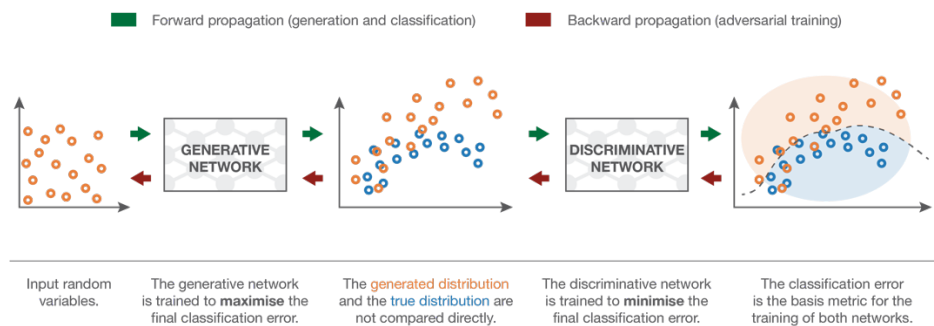 Forward propagation (generation and classification)
Backward propagation (adversarial training)
GENERATIVE
NETWORK
DISCRIMINATIVE
NETWORK
Input random
variables.
The generative network
is trained to maximise the
final classification error.
The generated distribution
and the true distribution are
not compared directly.
The discriminative network
is trained to minimise the
final classification error.
The classification error
is the basis metric for the
training of both networks.